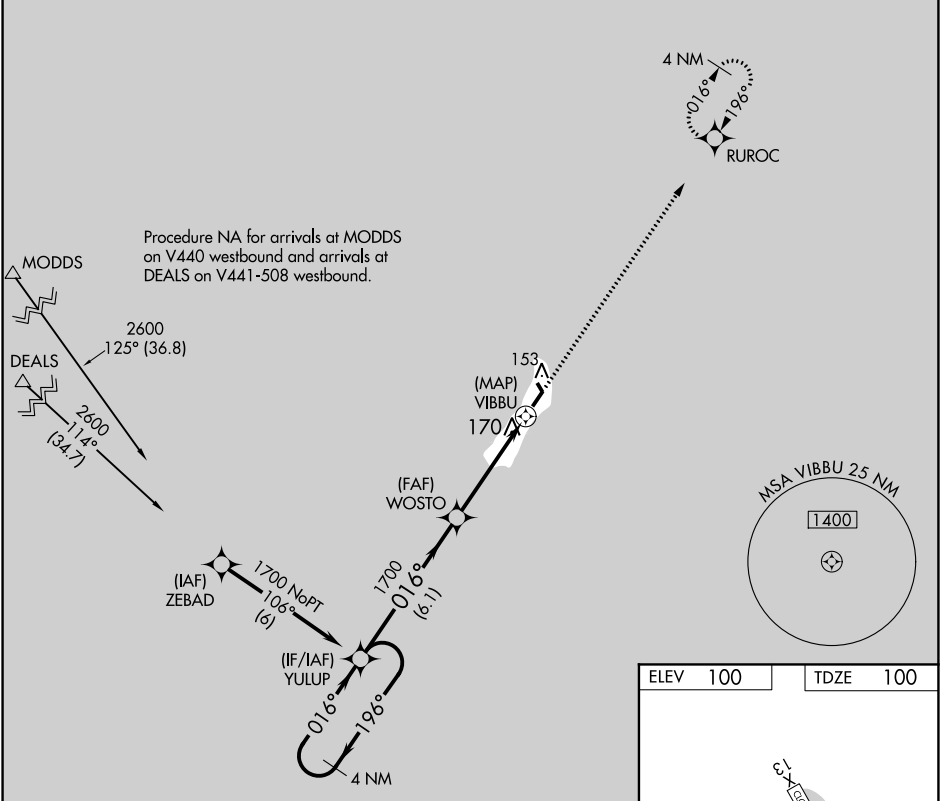 4 NM
016°
196°
RUROC
Procedure NA for arrivals at MODDS
on V440 westbound and arrivals at
DEALS on V441-508 westbound.
MODDS
2600
125° (36.8)
DEALS
2600
114°
(34.7)
153
(MAP)
VIBBU
170
(FAF)
WOSTO
MSA VIBBU 25 NM
1400
(IAF)
ZEBAD
1700 NoPT
106°
(6)
1700
016°
(6.1)
(IF/IAF)
YULUP
016°
196°
4 NM
ELEV 100
TDZE 100